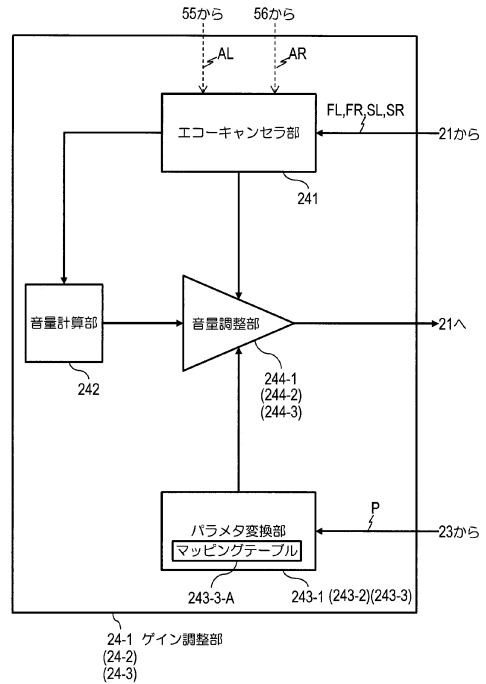 55から
56から
AL
AR
エコーキャンセラ部
FL,FR,SL,SR
21から
241
音量計算部
音量調整部
21へ
242
244-1
(244-2)
(244-3)
P
パラメタ変換部
23から
マッピングテーブル
243-3-A
243-1 (243-2)(243-3)
24-1 ゲイン調整部
(24-2)
(24-3)